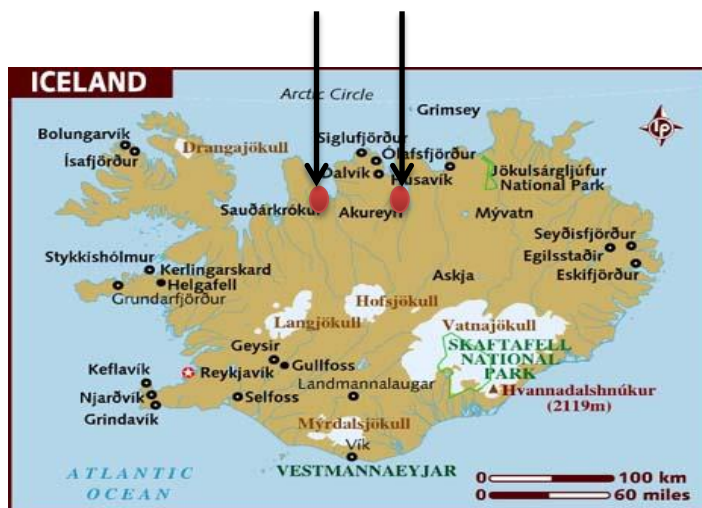 ICELAND
Arctic Circle
Grimsey
Bolungarvík
Siglufjörður
Ólafsfjörður
Ísafjörður
Drangajökull
Dalvík
Húsavík
Jökulsárgljúfur
National Park
Sauðárkrókur
Akureyri
Mývatn
Seyðisfjörður
Stykkishólmur
Egilsstaðir
Kerlingarskard
Askja
Eskifjörður
Helgafell
Grundarfjörður
Hofsjökull
Langjökull
Vatnajökull
SKAFTAFELL
NATIONAL
PARK
Geysir
Gullfoss
Keflavík
Reykjavík
Landmannalaugar
Njarðvík
Selfoss
Hvannadalshnúkur
(2119m)
Grindavík
Mýrdalsjökull
Vík
VESTMANNAEYJAR
ATLANTIC
OCEAN
0 100 km
0 60 miles
lp